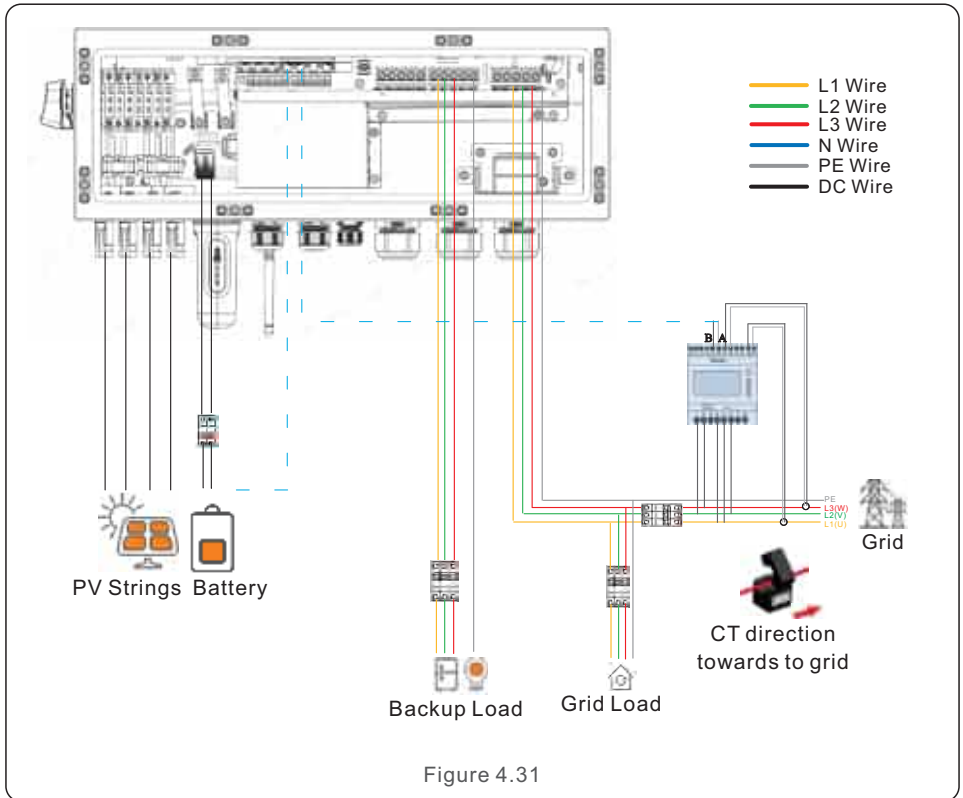 L1 Wire
L2 Wire
L3 Wire
N Wire
PE Wire
DC Wire
B A
PE
L3(W)
L2(V)
L1(U)
Grid
PV Strings Battery
CT direction
towards to grid
Backup Load
Grid Load
Figure 4.31